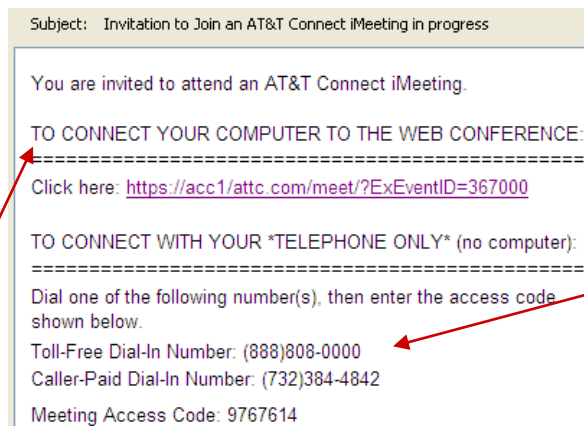 Subject: Invitation to Join an AT&T Connect iMeeting in progress
You are invited to attend an AT&T Connect iMeeting.
TO CONNECT YOUR COMPUTER TO THE WEB CONFERENCE:
================================================
Click here: https://acc1/attc.com/meet/?ExEventID=367000
TO CONNECT WITH YOUR *TELEPHONE ONLY* (no computer):
================================================
Dial one of the following number(s), then enter the access code
shown below.
Toll-Free Dial-In Number: (888)808-0000
Caller-Paid Dial-In Number: (732)384-4842
Meeting Access Code: 9767614